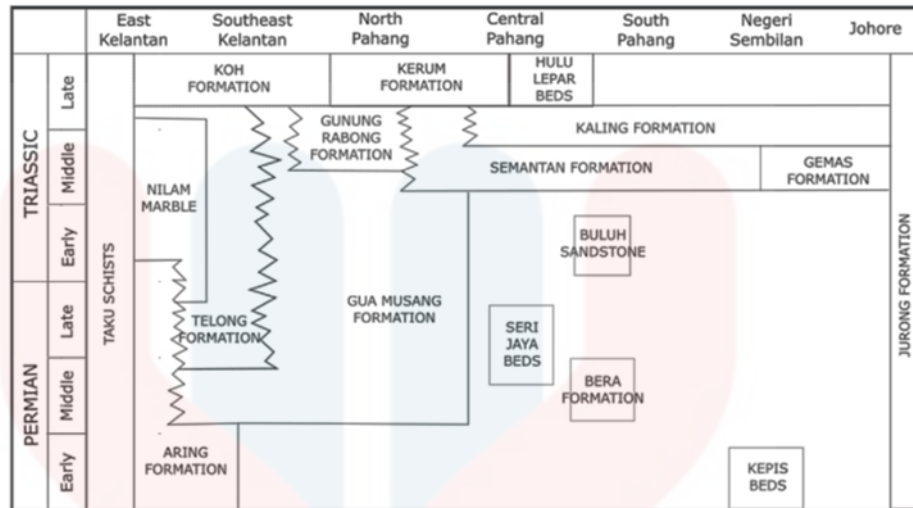 East
Kelantan
Southeast
Kelantan
North
Pahang
Central
Pahang
South
Pahang
Negeri
Sembilan
Johore
TRIASSIC
Late
Middle
Early
PERMIAN
Late
Middle
Early
TAKU SCHISTS
KOH
FORMATION
KERUM
FORMATION
HULU
LEPAR
BEDS
GUNUNG
RABONG
FORMATION
KALING FORMATION
SEMANTAN FORMATION
GEMAS
FORMATION
NILAM
MARBLE
BULUH
SANDSTONE
GUA MUSANG
FORMATION
TELONG
FORMATION
SERI
JAYA
BEDS
BERA
FORMATION
ARING
FORMATION
KEPIS
BEDS
JURONG FORMATION